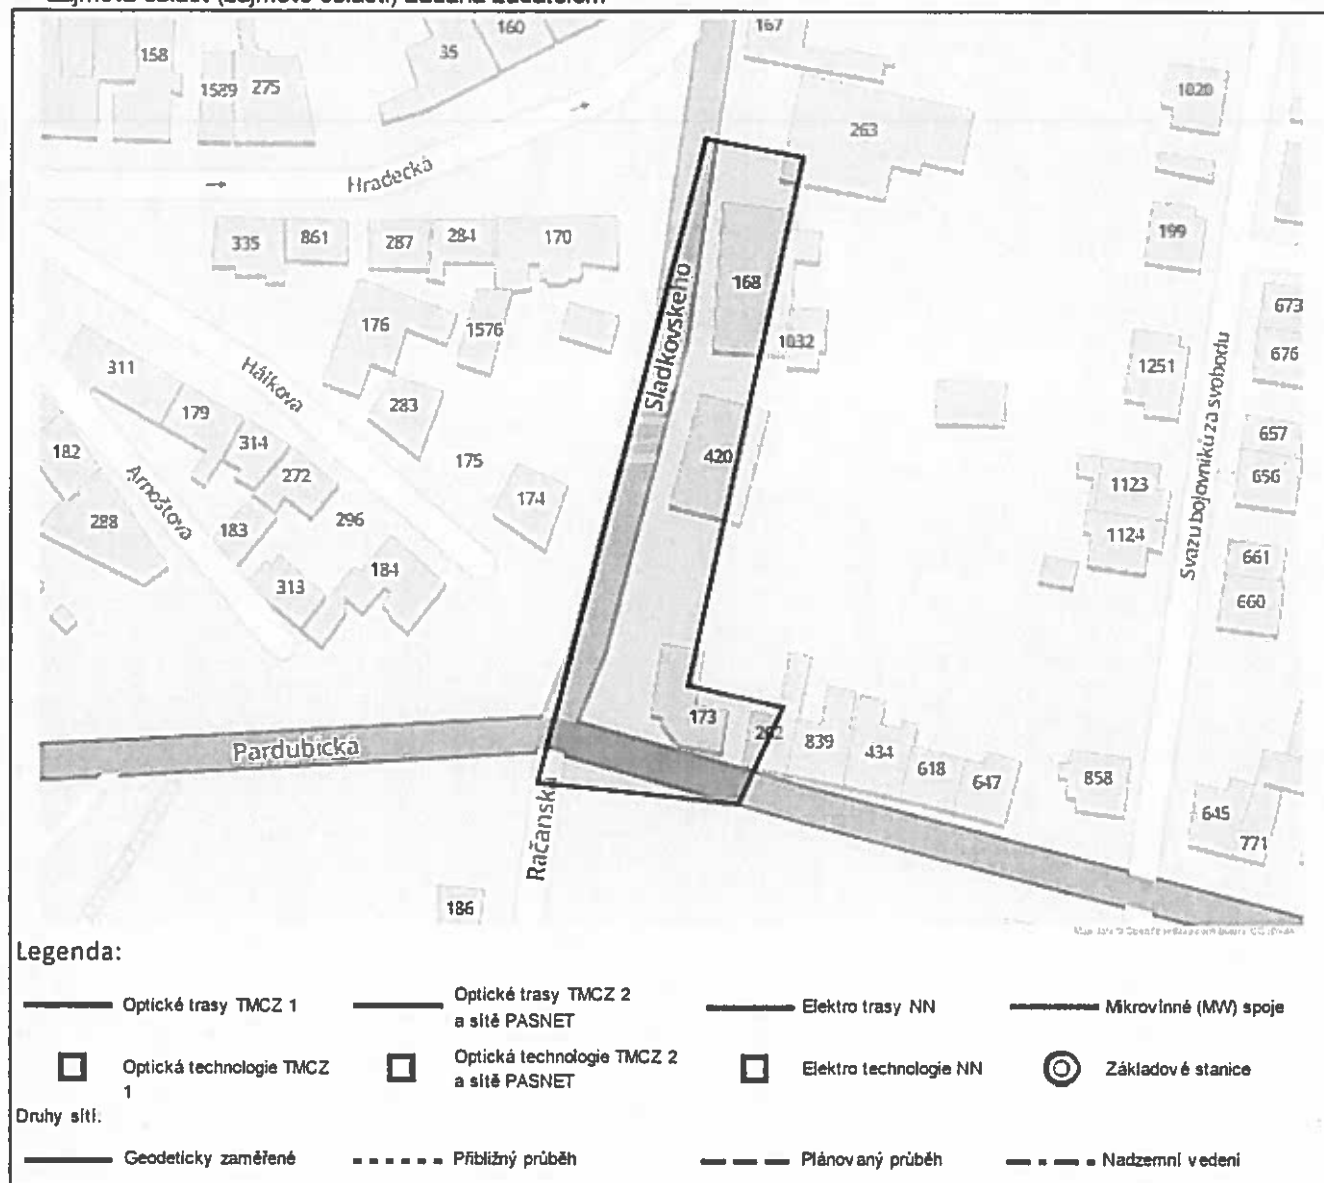 158
1529
275
35
160
167
263
1020
Hradecká
335
861
287
284
170
168
199
Sladkovskeho
176
1576
1032
673
676
311
179
Hálkova
283
314
272
175
182
Arnoštova
420
1251
657
656
288
183
296
174
1123
1124
184
313
Svazu bojovníků za svobodu
661
660
173
839
434
618
647
858
645
771
Pardubicka
Račanska
186
Legenda:
Optické trasy TMCZ 1
Optické trasy TMCZ 2
a sítě PASNET
Elektro trasy NN
Mikrovlnné (MW) spoje
Optická technologie TMCZ
1
Optická technologie TMCZ 2
a sítě PASNET
Elektro technologie NN
Základové stanice
Druhy sítí:
Geodeticky zaměřené
Přibližný průběh
Plánovaný průběh
Nadzemní vedení